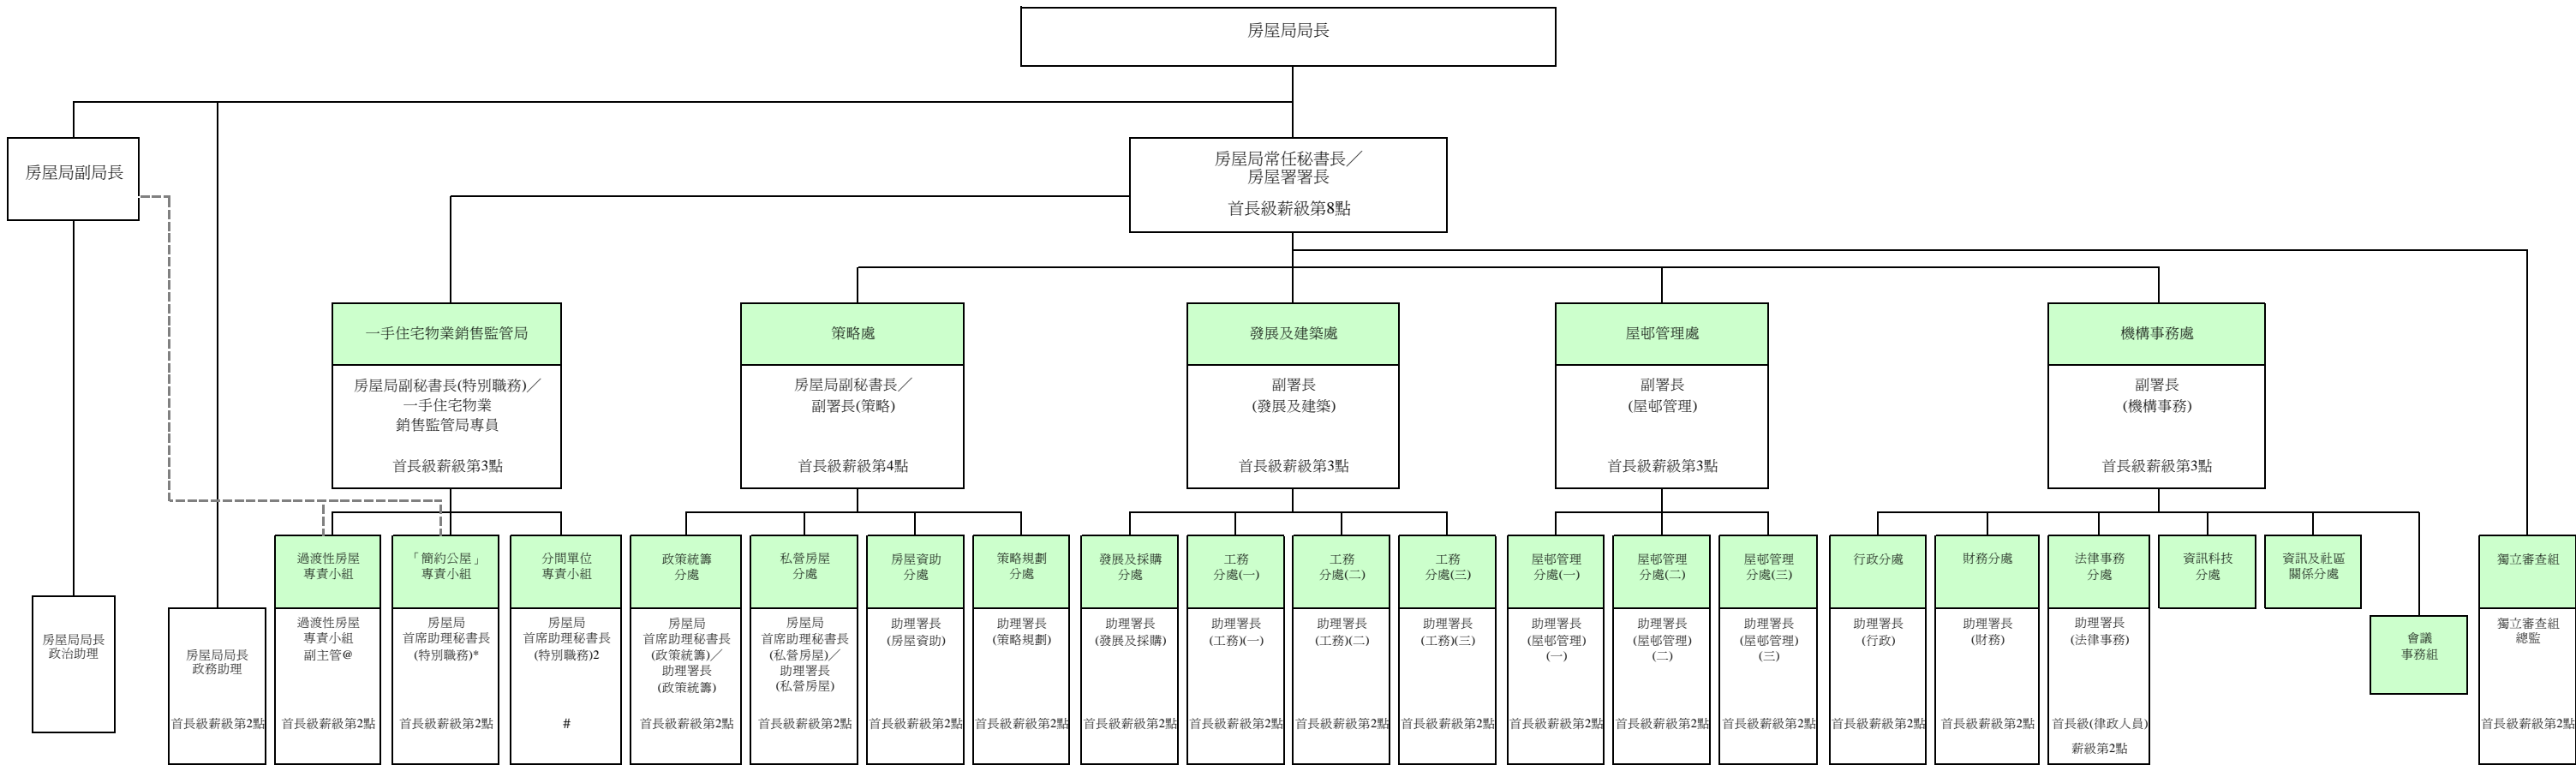 房屋局局長
房屋局副局長
房屋局常任秘書長／
房屋署署長
首長級薪級第8點
一手住宅物業銷售監管局
房屋局副秘書長(特別職務)／
一手住宅物業
銷售監管局專員
首長級薪級第3點
策略處
房屋局副秘書長／
副署長(策略)
首長級薪級第4點
發展及建築處
副署長
(發展及建築)
首長級薪級第3點
屋邨管理處
副署長
(屋邨管理)
首長級薪級第3點
機構事務處
副署長
(機構事務)
首長級薪級第3點
房屋局局長
政治助理
房屋局局長
政務助理
首長級薪級第2點
過渡性房屋
專責小組
過渡性房屋
專責小組
副主管@
首長級薪級第2點
「簡約公屋」
專責小組
房屋局
首席助理秘書長
(特別職務)*
首長級薪級第2點
分間單位
專責小組
房屋局
首席助理秘書長
(特別職務)2
#
政策統籌
分處
房屋局
首席助理秘書長
(政策統籌)／
助理署長
(政策統籌)
首長級薪級第2點
私營房屋
分處
房屋局
首席助理秘書長
(私營房屋)／
助理署長
(私營房屋)
首長級薪級第2點
房屋資助
分處
助理署長
(房屋資助)
首長級薪級第2點
策略規劃
分處
助理署長
(策略規劃)
首長級薪級第2點
發展及採購
分處
助理署長
(發展及採購)
首長級薪級第2點
工務
分處(一)
助理署長
(工務)(一)
首長級薪級第2點
工務
分處(二)
助理署長
(工務)(二)
首長級薪級第2點
工務
分處(三)
助理署長
(工務)(三)
首長級薪級第2點
屋邨管理
分處(一)
助理署長
(屋邨管理)
(一)
首長級薪級第2點
屋邨管理
分處(二)
助理署長
(屋邨管理)
(二)
首長級薪級第2點
屋邨管理
分處(三)
助理署長
(屋邨管理)
(三)
首長級薪級第2點
行政分處
助理署長
(行政)
首長級薪級第2點
財務分處
助理署長
(財務)
首長級薪級第2點
法律事務
分處
助理署長
(法律事務)
首長級(律政人員)
薪級第2點
資訊科技
分處
資訊及社區
關係分處
會議
事務組
獨立審查組
獨立審查組
總監
首長級薪級第2點